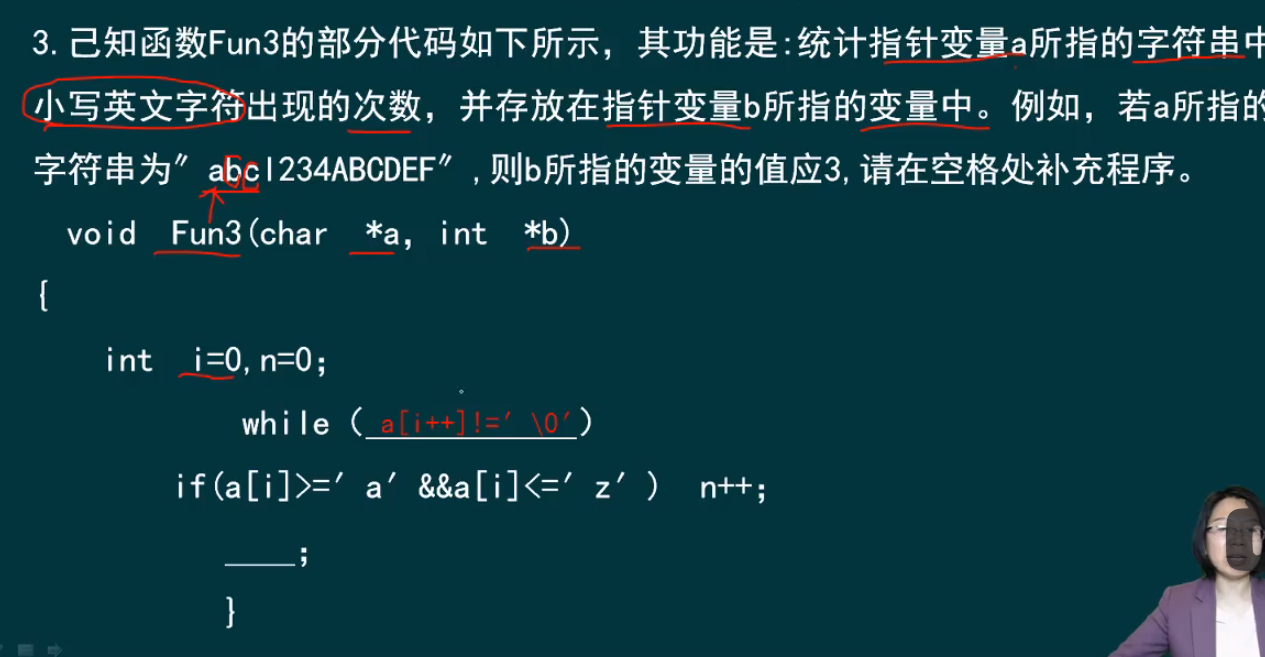 3.己知函数Fun3的部分代码如下所示，其功能是:统计指针变量a所指的字符串中
小写英文字符出现的次数，并存放在指针变量b所指的变量中。例如，若a所指的
字符串为″abcl234ABCDEF″,则b所指的变量的值应3,请在空格处补充程序。
void Fun3(char *a, int *b)
{
int i=0,n=0;
while (a[i++]!=′\0′)
if(a[i]>=′a′&&a[i]<=′z′) n++;
____;
}